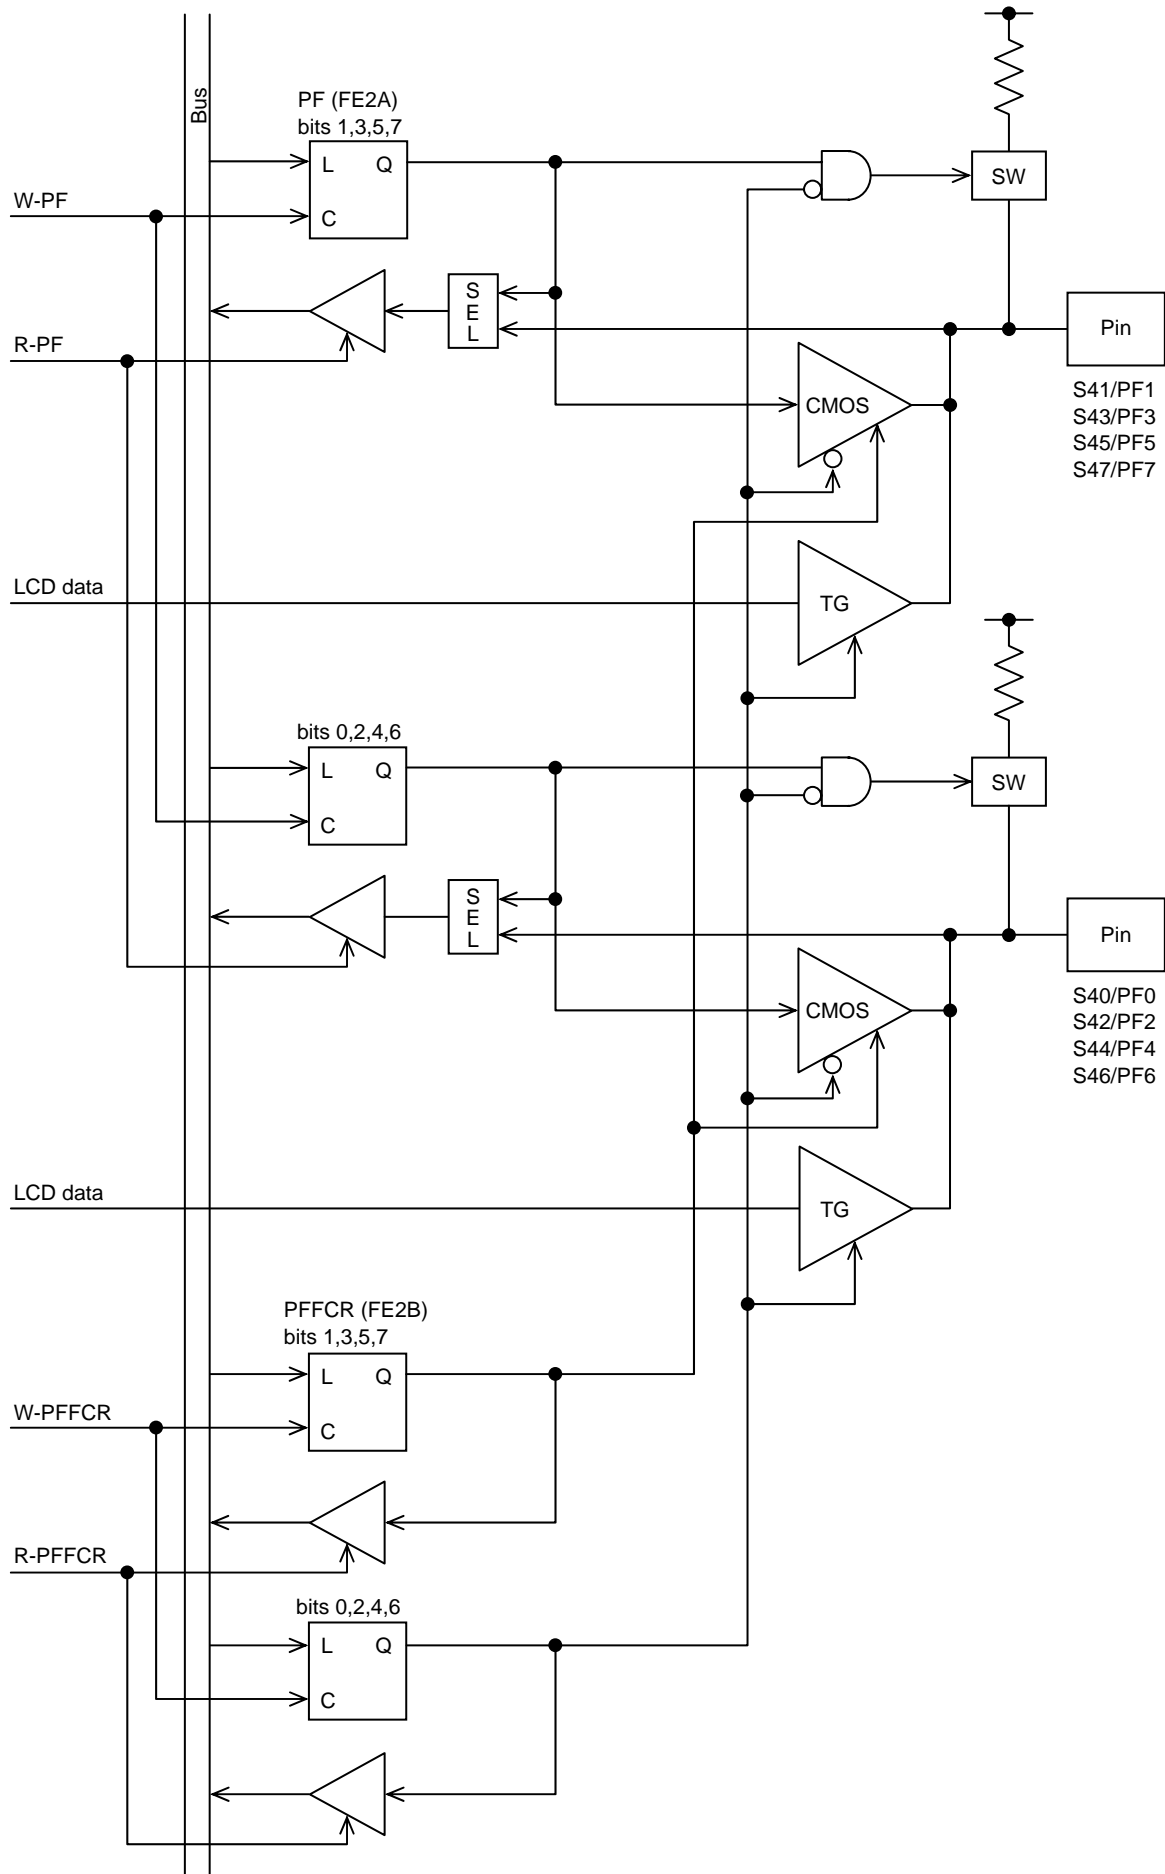 Bus
PF (FE2A)
bits 1,3,5,7
L Q
C
W-PF
SW
S
E
L
R-PF
Pin
CMOS
S41/PF1
S43/PF3
S45/PF5
S47/PF7
LCD data
TG
bits 0,2,4,6
L Q
C
SW
S
E
L
Pin
CMOS
S40/PF0
S42/PF2
S44/PF4
S46/PF6
LCD data
TG
PFFCR (FE2B)
bits 1,3,5,7
L Q
C
W-PFFCR
R-PFFCR
bits 0,2,4,6
L Q
C